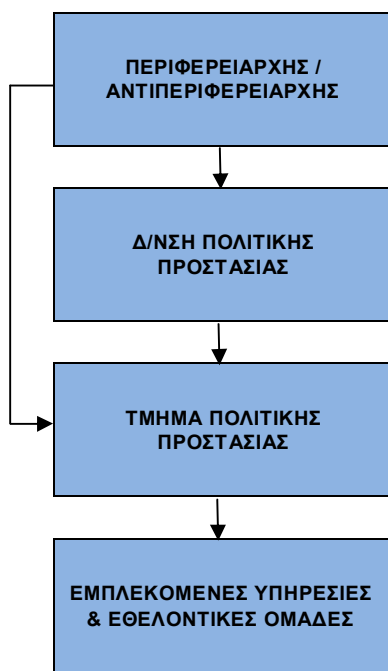 ΠΕΡΙΦΕΡΕΙΑΡΧΗΣ /
ΑΝΤΙΠΕΡΙΦΕΡΕΙΑΡΧΗΣ
Δ/ΝΣΗ ΠΟΛΙΤΙΚΗΣ
ΠΡΟΣΤΑΣΙΑΣ
ΤΜΗΜΑ ΠΟΛΙΤΙΚΗΣ
ΠΡΟΣΤΑΣΙΑΣ
ΕΜΠΛΕΚΟΜΕΝΕΣ ΥΠΗΡΕΣΙΕΣ
& ΕΘΕΛΟΝΤΙΚΕΣ ΟΜΑΔΕΣ